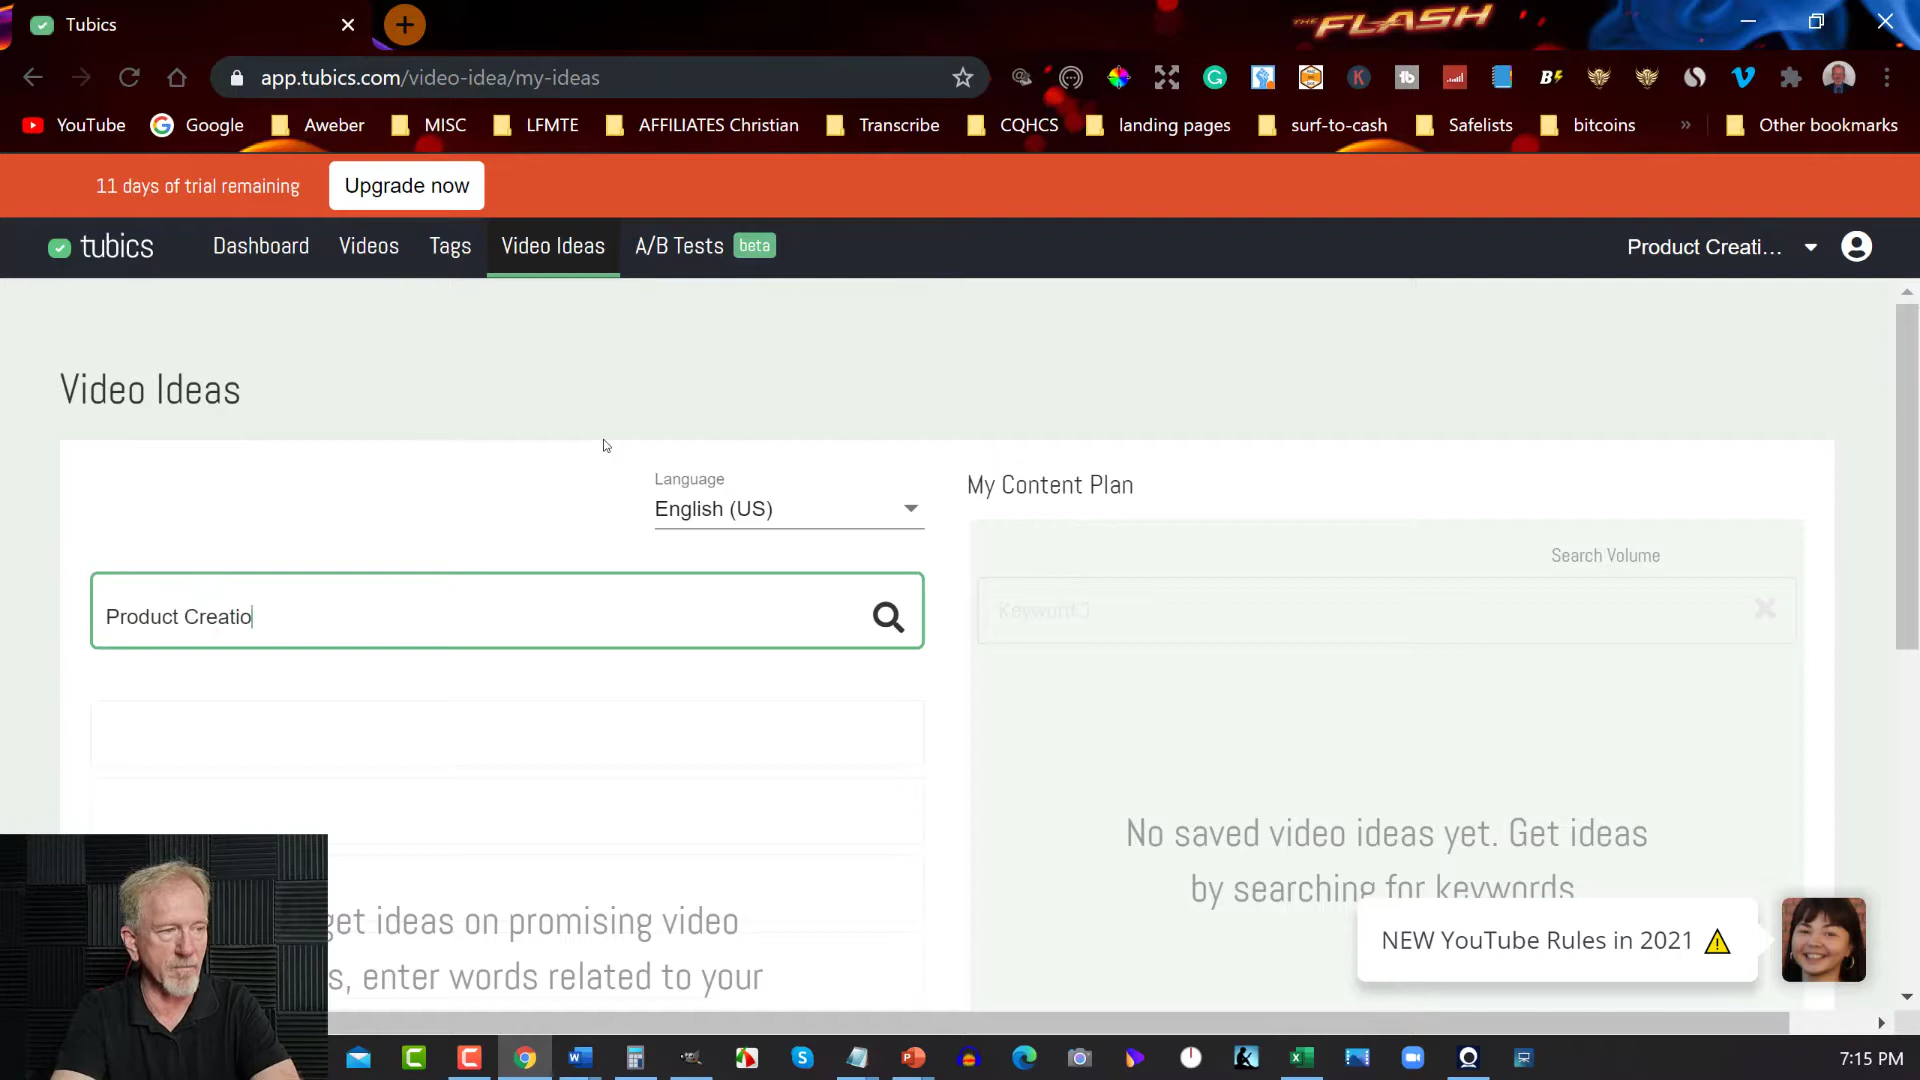 Tubics
THE FLASH
app.tubics.com/video-idea/my-ideas
YouTube Google Aweber MISC LFMTE AFFILIATES Christian Transcribe CQHCS landing pages surf-to-cash Safelists bitcoins » Other bookmarks
11 days of trial remaining Upgrade now
tubics Dashboard Videos Tags Video Ideas A/B Tests beta Product Creati...
Video Ideas
Language
English (US)
My Content Plan
Search Volume
Product Creatio
Keyword
No saved video ideas yet. Get ideas
by searching for keywords
get ideas on promising video
s, enter words related to your
NEW YouTube Rules in 2021
7:15 PM